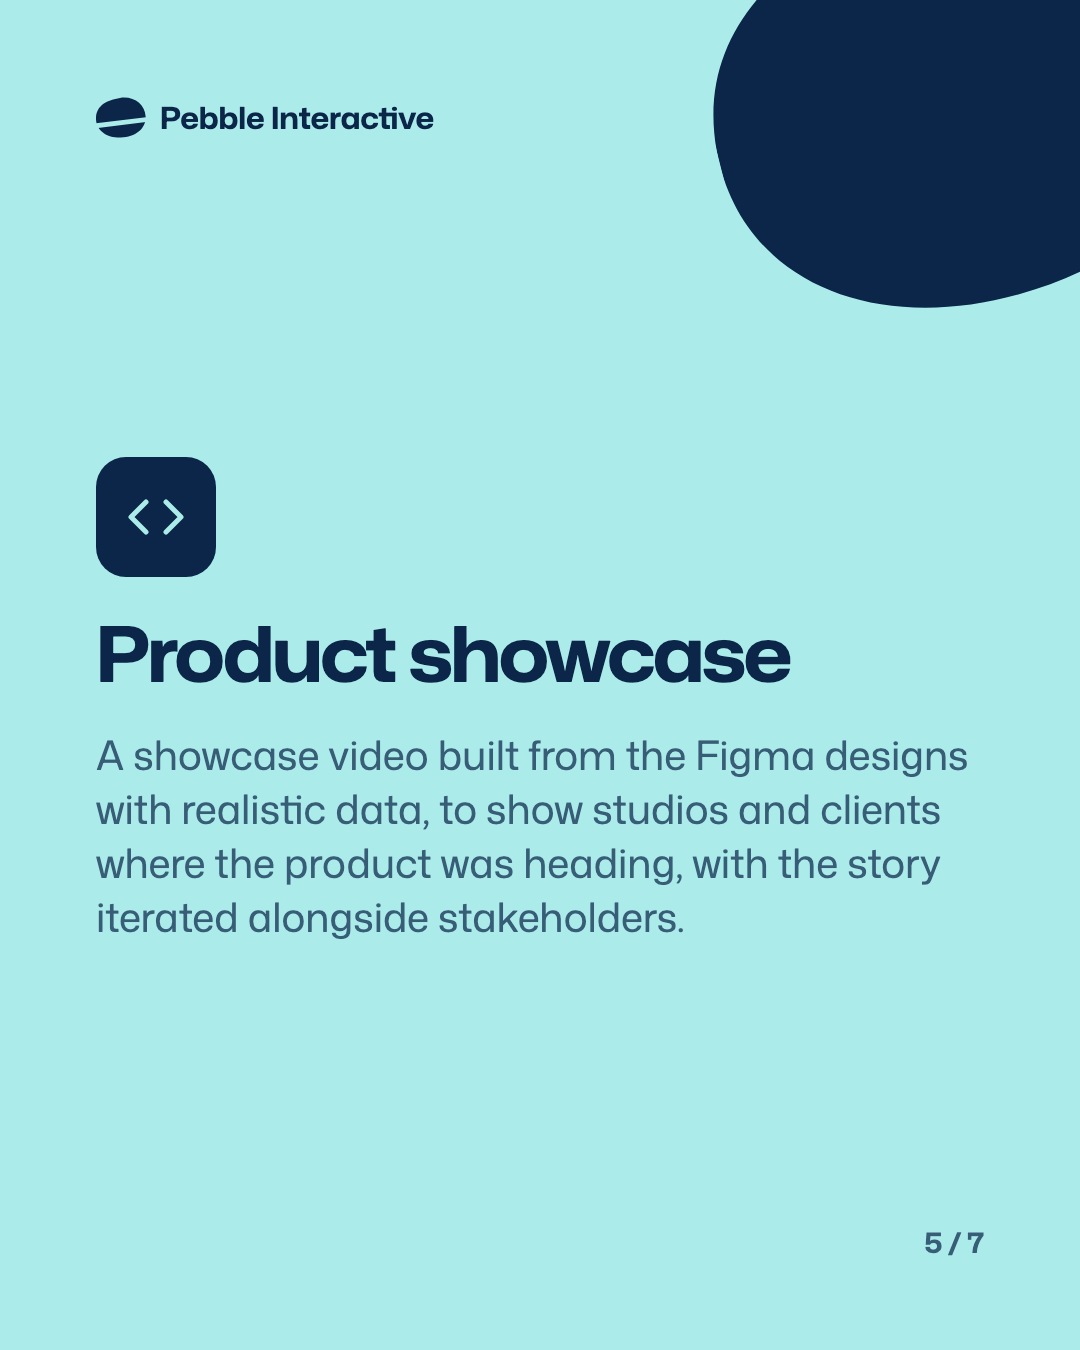 Pebble Interactive
Product showcase
A showcase video built from the Figma designs
with realistic data, to show studios and clients
where the product was heading, with the story
iterated alongside stakeholders.
5 / 7